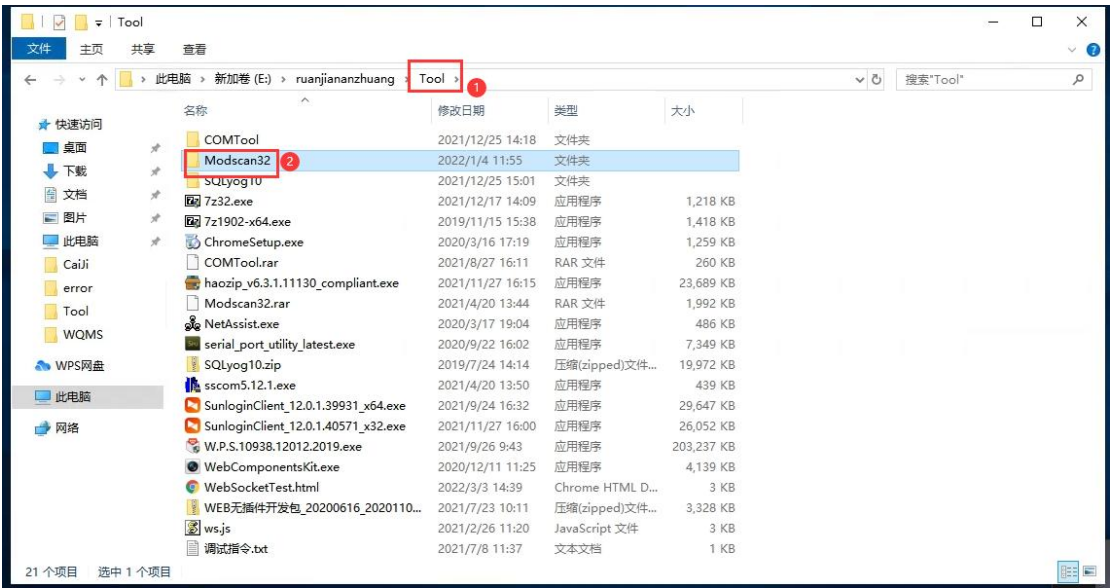 Tool
文件 主页 共享 查看
此电脑 新加卷 (E:) ruanjiananzhuang Tool 搜索"Tool"
1
名称 修改日期 类型 大小
快速访问
桌面
下载
文档
图片
此电脑
CaiJi
error
Tool
WQMS
WPS网盘
此电脑
网络
COMTool 2021/12/25 14:18 文件夹
Modscan32 2022/1/4 11:55 文件夹
2
SQLyog10 2021/12/25 15:01 文件夹
7z32.exe 2021/12/17 14:09 应用程序 1,218 KB
7z1902-x64.exe 2019/11/15 15:38 应用程序 1,418 KB
ChromeSetup.exe 2020/3/16 17:19 应用程序 1,259 KB
COMTool.rar 2021/8/27 16:11 RAR 文件 260 KB
haozip_v6.3.1.11130_compliant.exe 2021/11/27 16:15 应用程序 23,689 KB
Modscan32.rar 2021/4/20 13:44 RAR 文件 1,992 KB
NetAssist.exe 2020/3/17 19:04 应用程序 486 KB
serial_port_utility_latest.exe 2020/9/22 16:02 应用程序 7,349 KB
SQLyog10.zip 2019/7/24 14:14 压缩(zipped)文件... 19,972 KB
sscom5.12.1.exe 2021/4/20 13:50 应用程序 439 KB
SunloginClient_12.0.1.39931_x64.exe 2021/9/24 16:32 应用程序 29,647 KB
SunloginClient_12.0.1.40571_x32.exe 2021/11/27 16:00 应用程序 26,052 KB
W.P.S.10938.12012.2019.exe 2021/9/26 9:43 应用程序 203,237 KB
WebComponentsKit.exe 2020/12/11 11:25 应用程序 4,139 KB
WebSocketTest.html 2022/3/3 14:39 Chrome HTML D... 3 KB
WEB无插件开发包_20200616_2020110... 2021/7/23 10:11 压缩(zipped)文件... 3,328 KB
ws.js 2021/2/26 11:20 JavaScript 文件 3 KB
调试指令.txt 2021/7/8 11:37 文本文档 1 KB
21 个项目 选中 1 个项目